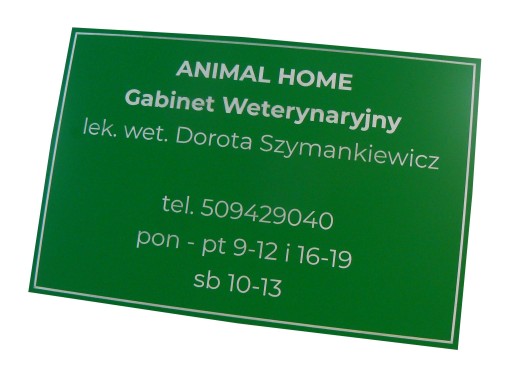 ANIMAL HOME
Gabinet Weterynaryjny
lek. wet. Dorota Szymankiewicz
tel. 509429040
pon - pt 9-12 i 16-19
sb 10-13